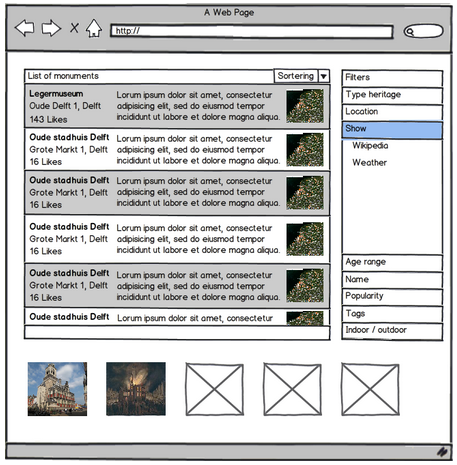 A Web Page
http://
List of monuments
Sortering
Legermuseum
Oude Delft 1, Delft
143 Likes
Lorum ipsum dolor sit amet, consectetur
adipisicing elit, sed do eiusmod tempor
incididunt ut labore et dolore magna aliqua.
Oude stadhuis Delft
Grote Markt 1, Delft
16 Likes
Lorum ipsum dolor sit amet, consectetur
adipisicing elit, sed do eiusmod tempor
incididunt ut labore et dolore magna aliqua.
Oude stadhuis Delft
Grote Markt 1, Delft
16 Likes
Lorum ipsum dolor sit amet, consectetur
adipisicing elit, sed do eiusmod tempor
incididunt ut labore et dolore magna aliqua.
Oude stadhuis Delft
Grote Markt 1, Delft
16 Likes
Lorum ipsum dolor sit amet, consectetur
adipisicing elit, sed do eiusmod tempor
incididunt ut labore et dolore magna aliqua.
Oude stadhuis Delft
Grote Markt 1, Delft
16 Likes
Lorum ipsum dolor sit amet, consectetur
adipisicing elit, sed do eiusmod tempor
incididunt ut labore et dolore magna aliqua.
Oude stadhuis Delft
Lorum ipsum dolor sit amet, consectetur
Filters
Type heritage
Location
Show
Wikipedia
Weather
Age range
Name
Popularity
Tags
Indoor / outdoor